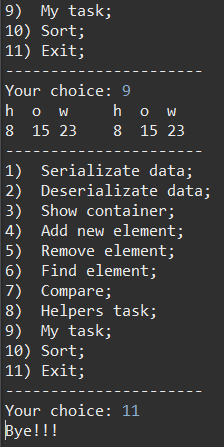 9)  My task;
10) Sort;
11) Exit;
----------------------
Your choice: 9
h  o  w     h  o  w
8  15 23    8  15 23
----------------------
1)  Serializate data;
2)  Deserializate data;
3)  Show container;
4)  Add new element;
5)  Remove element;
6)  Find element;
7)  Compare;
8)  Helpers task;
9)  My task;
10) Sort;
11) Exit;
----------------------
Your choice: 11
Bye!!!